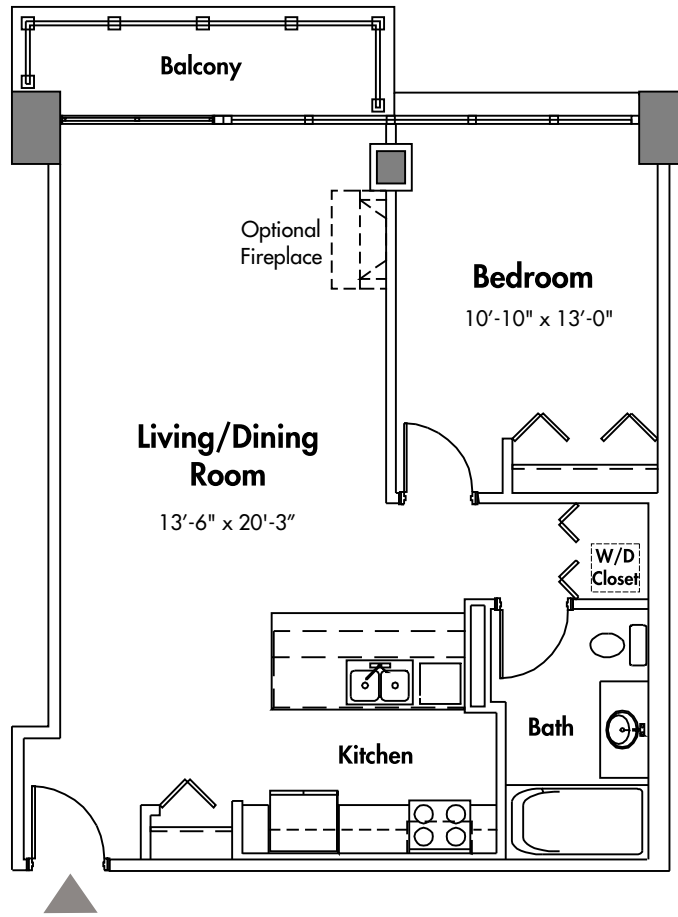 Balcony
Optional
Fireplace
Bedroom
10’-10" x 13’-0"
Living/Dining
Room
13’-6" x 20'-3”
W/D
Closet
Bath
Kitchen